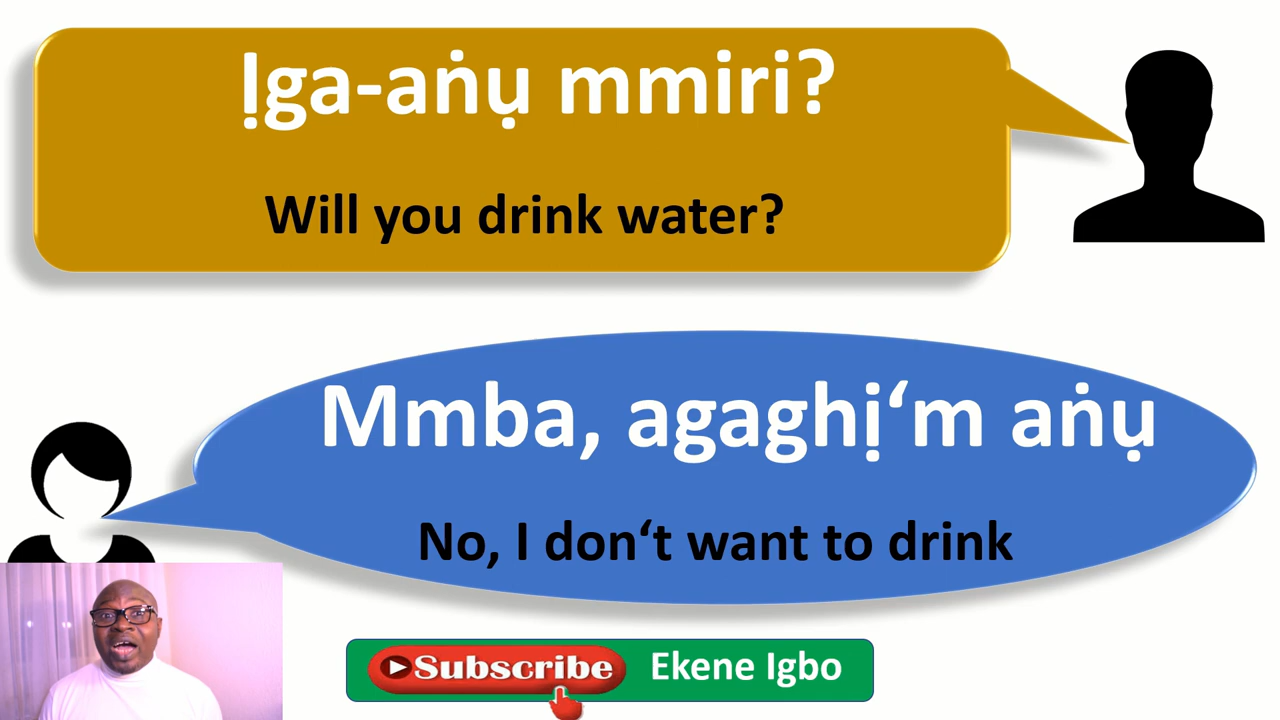 Ịga-aṅụ mmiri?
Will you drink water?
Mmba, agaghị‘m aṅụ
No, I don‘t want to drink
Subscribe Ekene Igbo